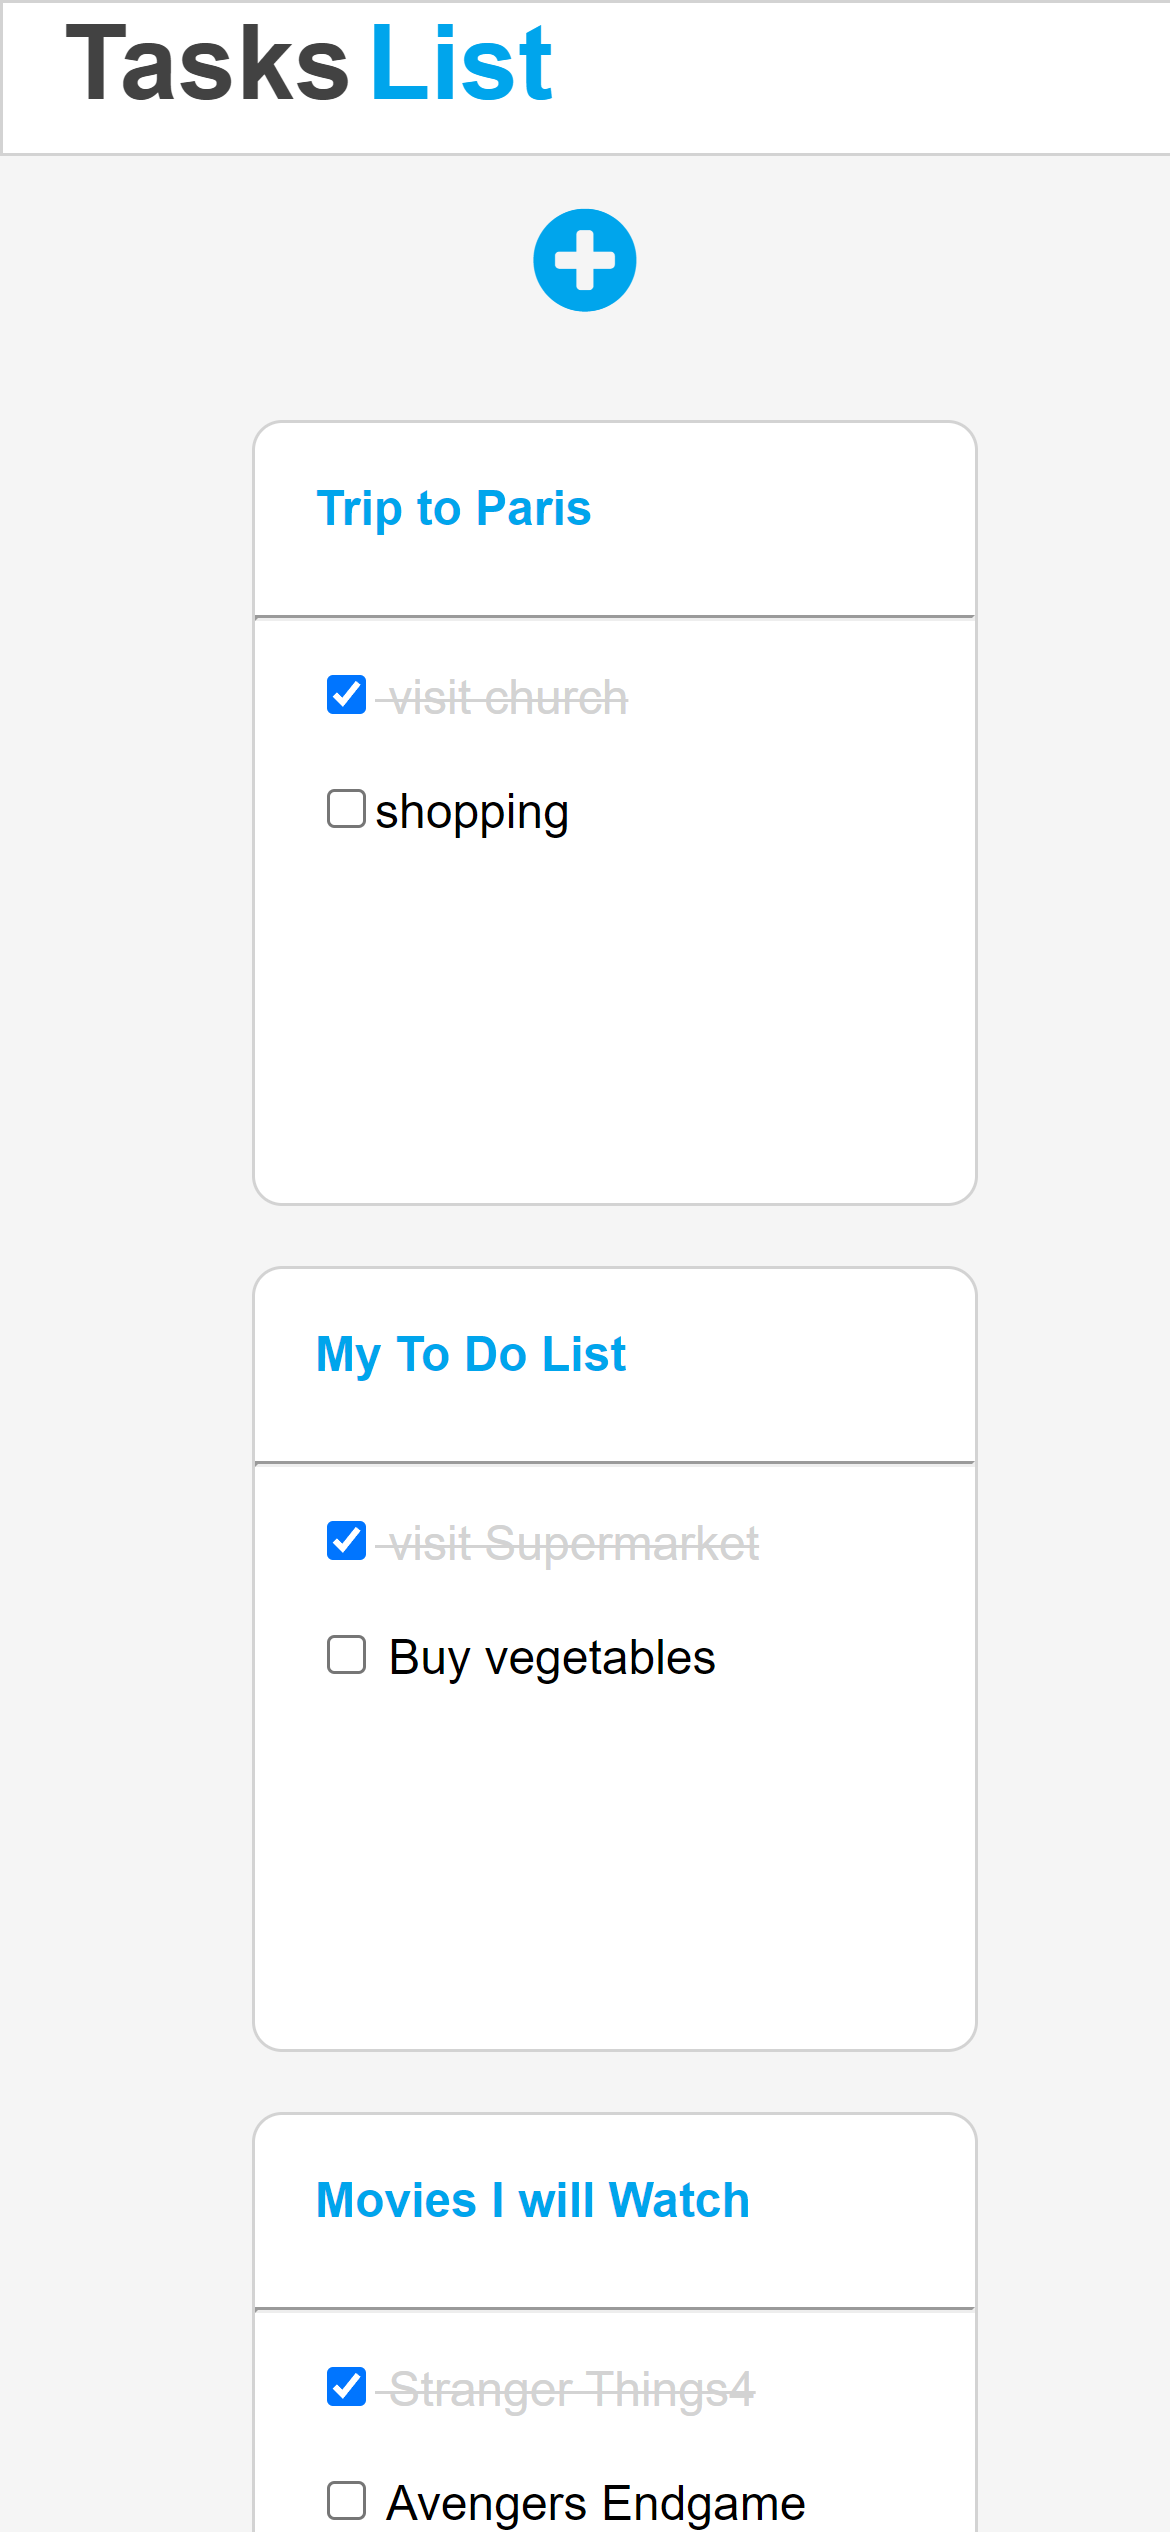 Tasks List
Trip to Paris
visit church
shopping
My To Do List
visit Supermarket
Buy vegetables
Movies I will Watch
Stranger Things4
Avengers Endgame